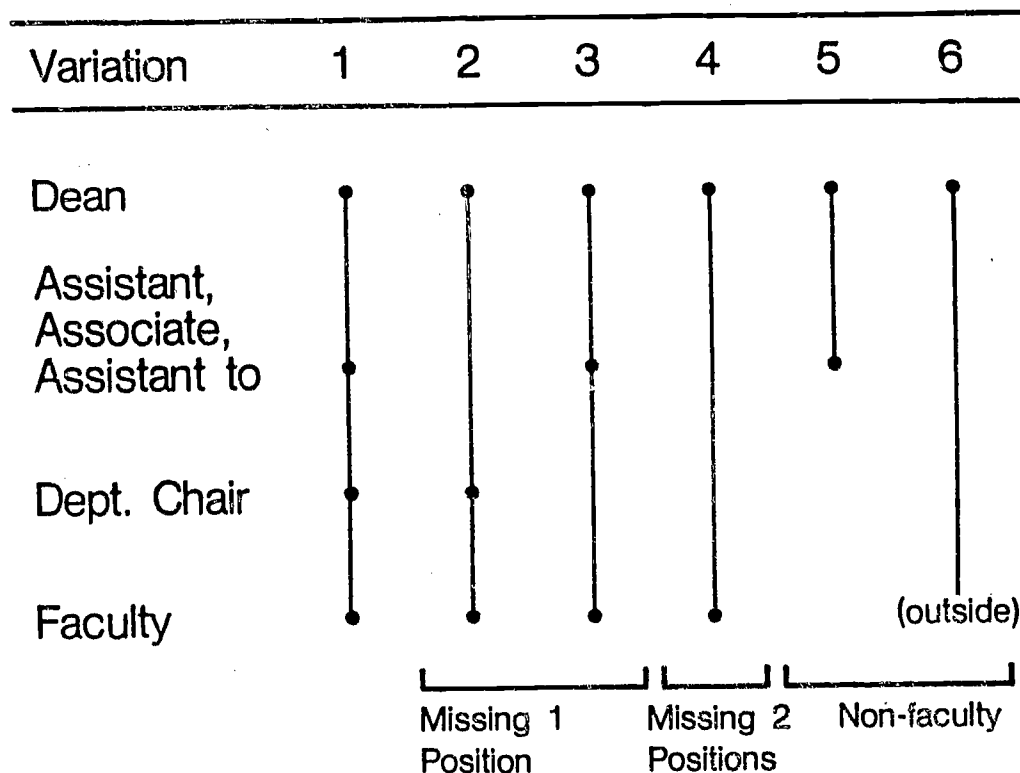 Variation 1 2 3 4 5 6
Dean
Assistant,
Associate,
Assistant to
Dept. Chair
Faculty
(outside)
Missing 1
Position
Missing 2
Positions
Non-faculty